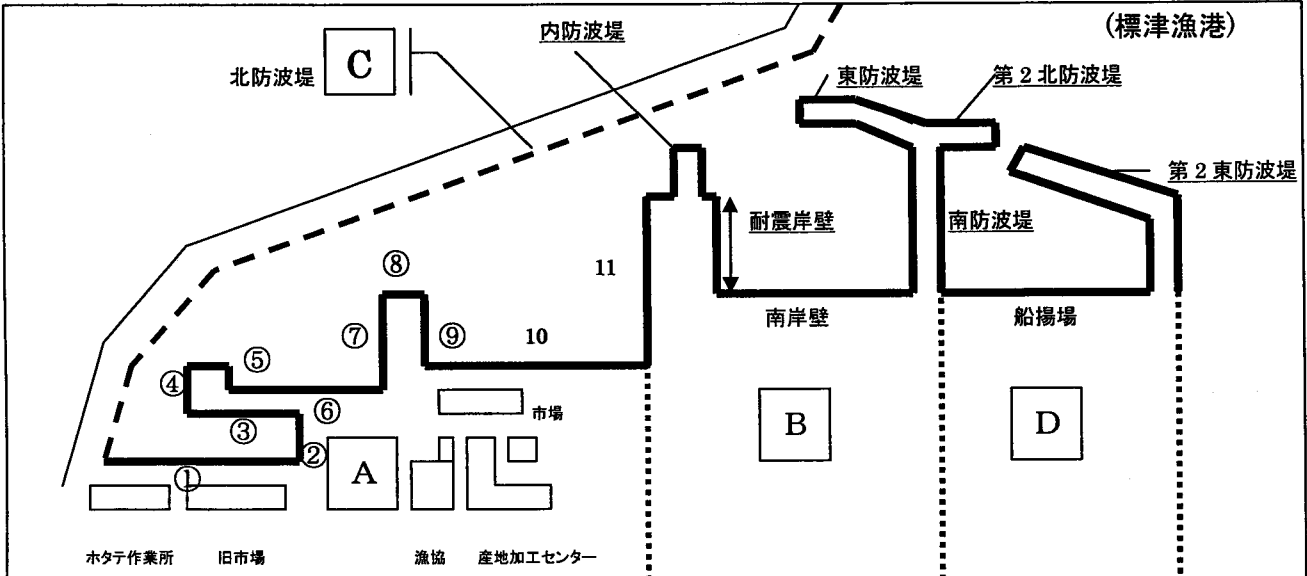 (標津漁港)
内防波堤
C
北防波堤
東防波堤
第2北防波堤
第2東防波堤
耐震岸壁
南防波堤
⑧
11
⑦
⑨
10
南岸壁
船揚場
⑤
④
⑥
市場
③
B
D
②
A
①
ホタテ作業所
旧市場
漁協
産地加工センター